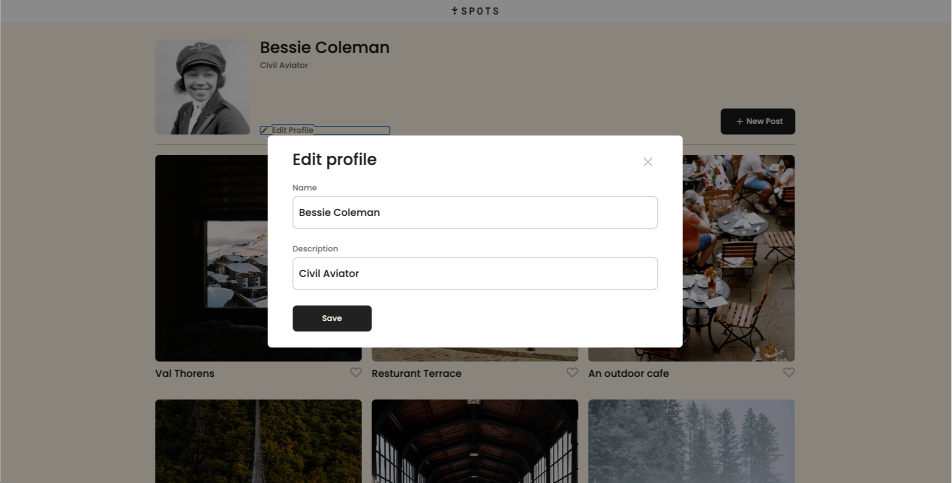 SPOTS
Bessie Coleman
Civil Aviator
Edit Profile
+ New Post
Edit profile
Name
Bessie Coleman
Description
Civil Aviator
Save
Val Thorens
Resturant Terrace
An outdoor cafe